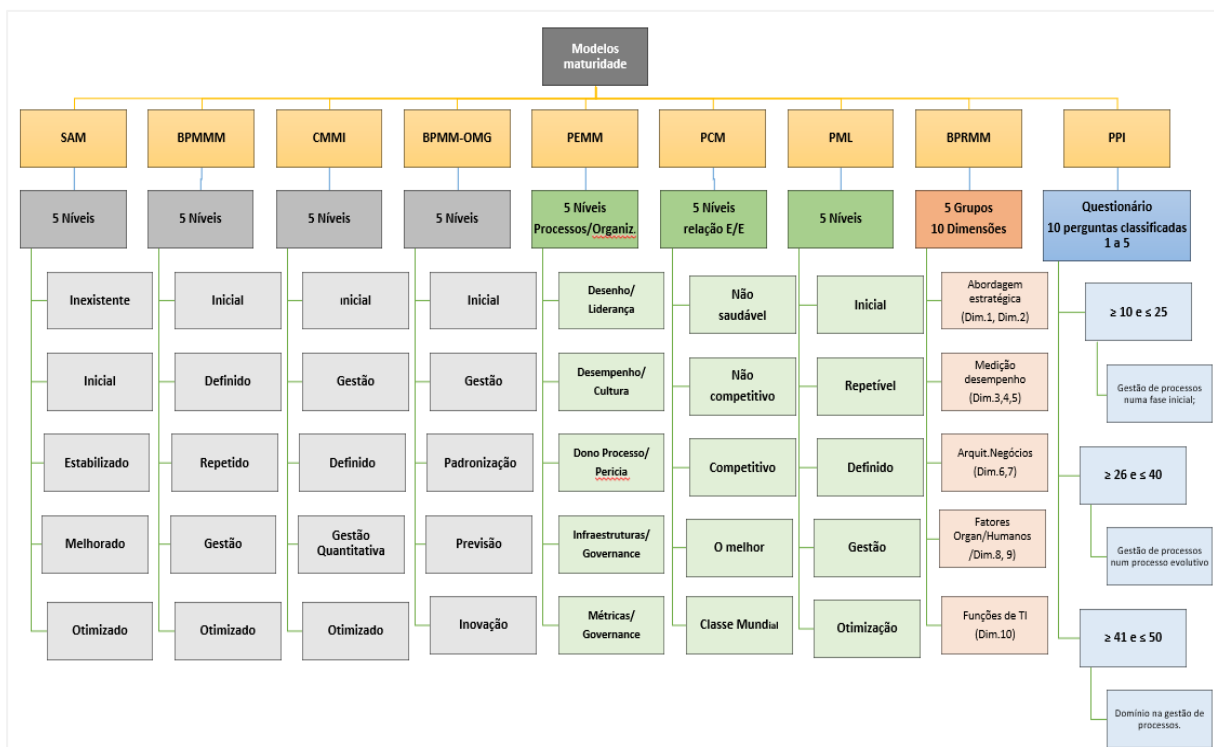 Modelos
maturidade
SAM
BPMMM
CMMI
BPMM-OMG
PEMM
PCM
PML
BPRMM
PPI
5 Níveis
5 Níveis
5 Níveis
5 Níveis
5 Níveis
Processos/Organiz.
5 Níveis
relação E/E
5 Níveis
5 Grupos
10 Dimensões
Questionário
10 perguntas classificadas
1 a 5
Inexistente
Inicial
Estabilizado
Melhorado
Otimizado
Inicial
Definido
Repetido
Gestão
Otimizado
Inicial
Gestão
Definido
Gestão
Quantitativa
Otimizado
Inicial
Gestão
Padronização
Previsão
Inovação
Desenho/
Liderança
Desempenho/
Cultura
Dono Processo/
Pericia
Infraestruturas/
Governance
Métricas/
Governance
Não
saudável
Não
competitivo
Competitivo
O melhor
Classe Mundial
Inicial
Repetível
Definido
Gestão
Otimização
Abordagem
estratégica
(Dim.1, Dim.2)
Medição
desempenho
(Dim.3,4,5)
Arquit.Negócios
(Dim.6,7)
Fatores
Organ/Humanos
/Dim.8, 9)
Funções de TI
(Dim.10)
≥ 10 e ≤ 25
Gestão de processos
numa fase inicial;
≥ 26 e ≤ 40
Gestão de processos
num processo evolutivo
≥ 41 e ≤ 50
Domínio na gestão de
processos.